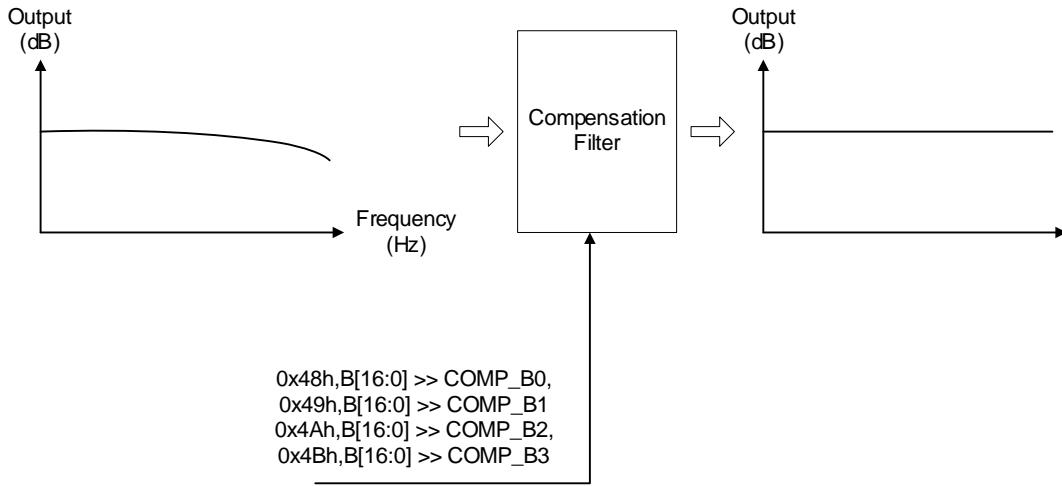 Output
(dB)
Frequency
(Hz)
Compensation
Filter
Output
(dB)
0x48h,B[16:0] >> COMP_B0,
0x49h,B[16:0] >> COMP_B1
0x4Ah,B[16:0] >> COMP_B2,
0x4Bh,B[16:0] >> COMP_B3